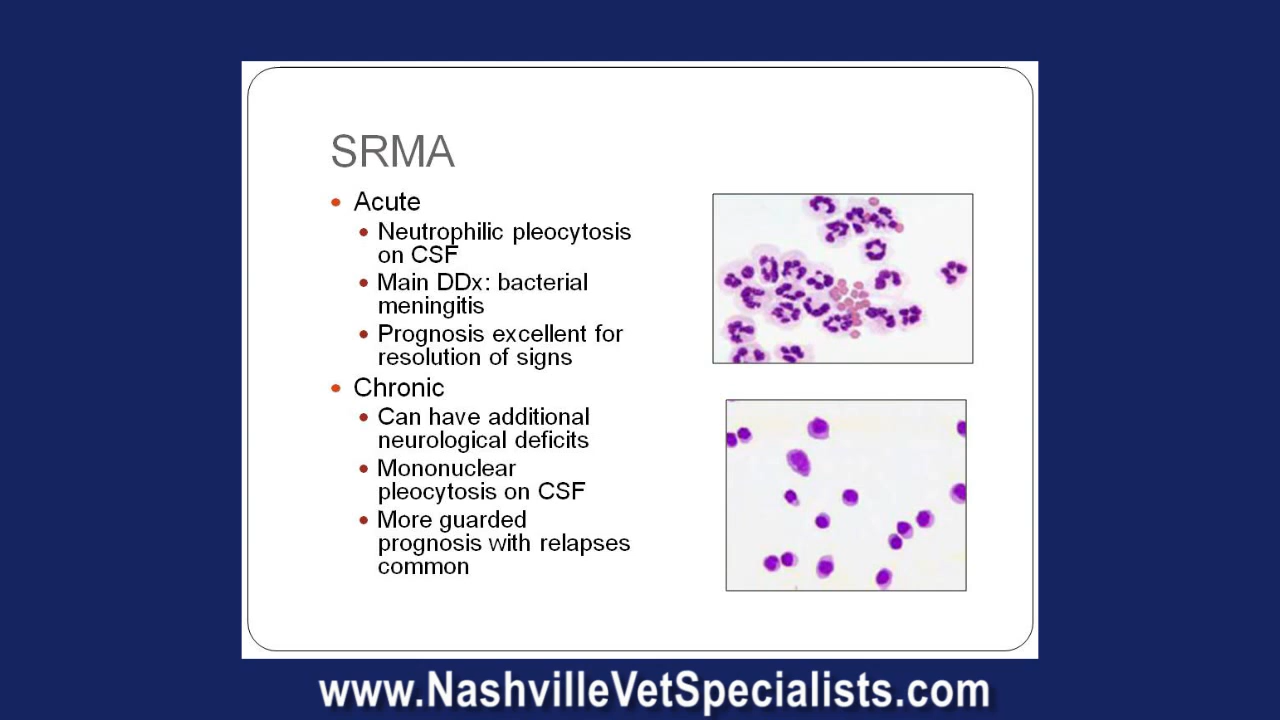 SRMA
Acute
Neutrophilic pleocytosis
on CSF
Main DDx: bacterial
meningitis
Prognosis excellent for
resolution of signs
Chronic
Can have additional
neurological deficits
Mononuclear
pleocytosis on CSF
More guarded
prognosis with relapses
common
www.NashvilleVetSpecialists.com